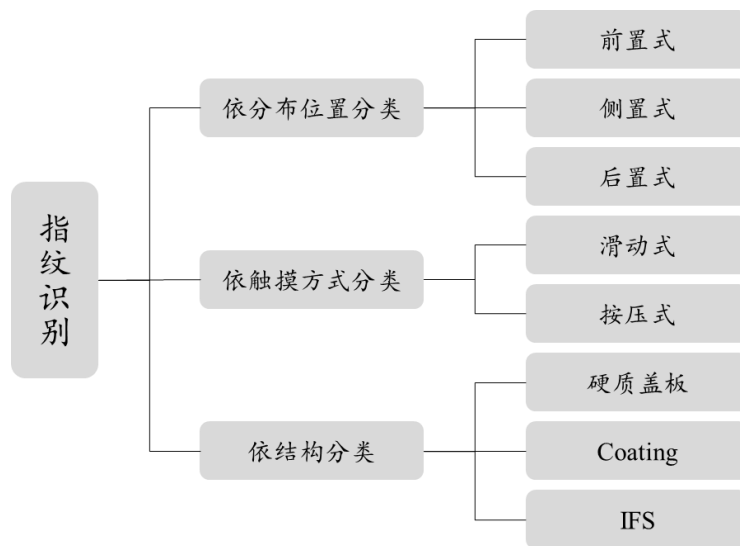 指纹识别
依分布位置分类
前置式
侧置式
后置式
依触摸方式分类
滑动式
按压式
依结构分类
硬质盖板
Coating
IFS